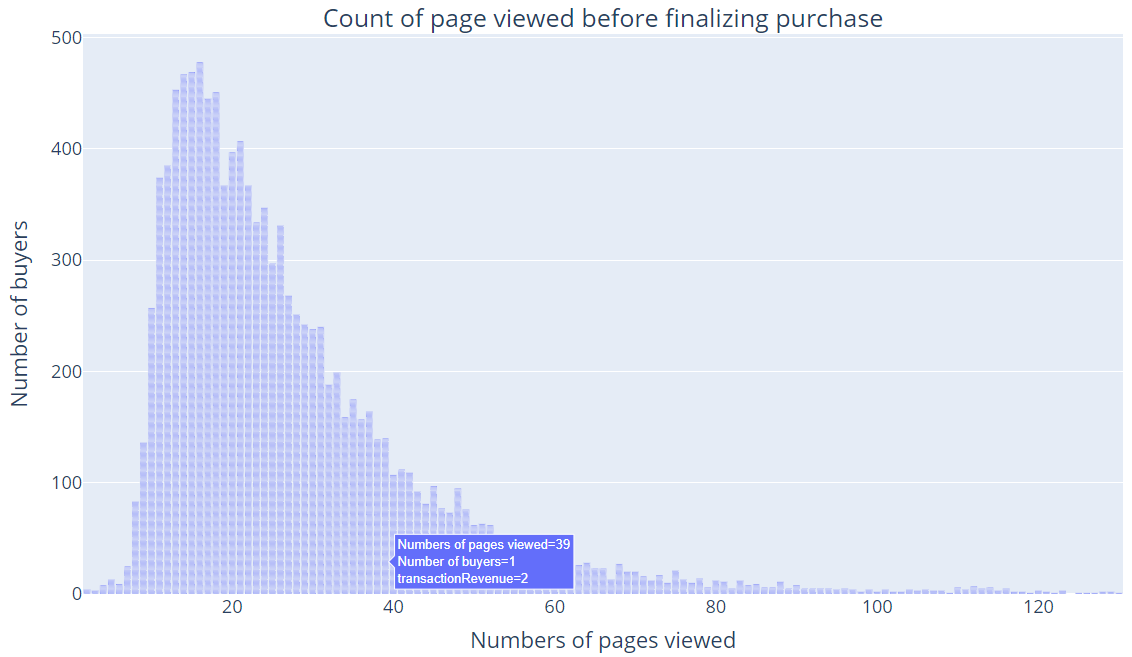 Count of page viewed before finalizing purchase
500
400
300
200
100
0
Number of buyers
Numbers of pages viewed=39
Number of buyers=1
transactionRevenue=2
20
40
60
80
100
120
Numbers of pages viewed